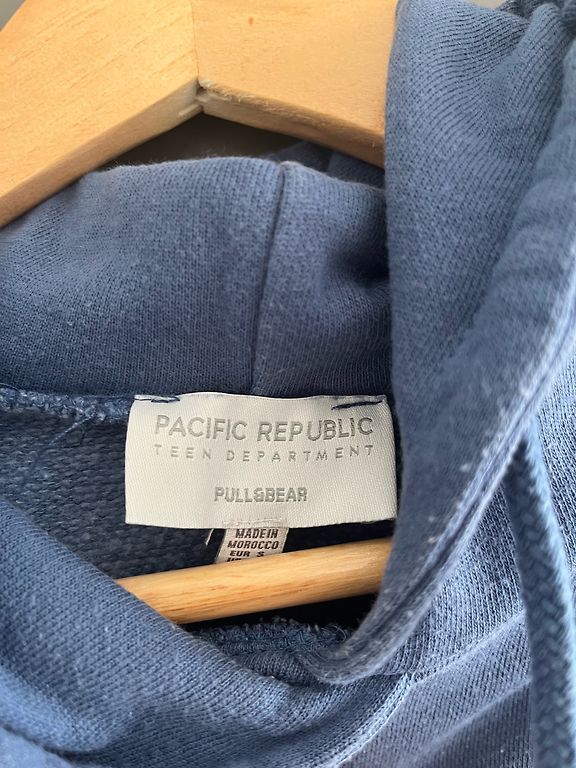 PACIFIC REPUBLIC
TEEN DEPARTMENT
PULL&BEAR
MADE IN
MOROCCO
EUR S